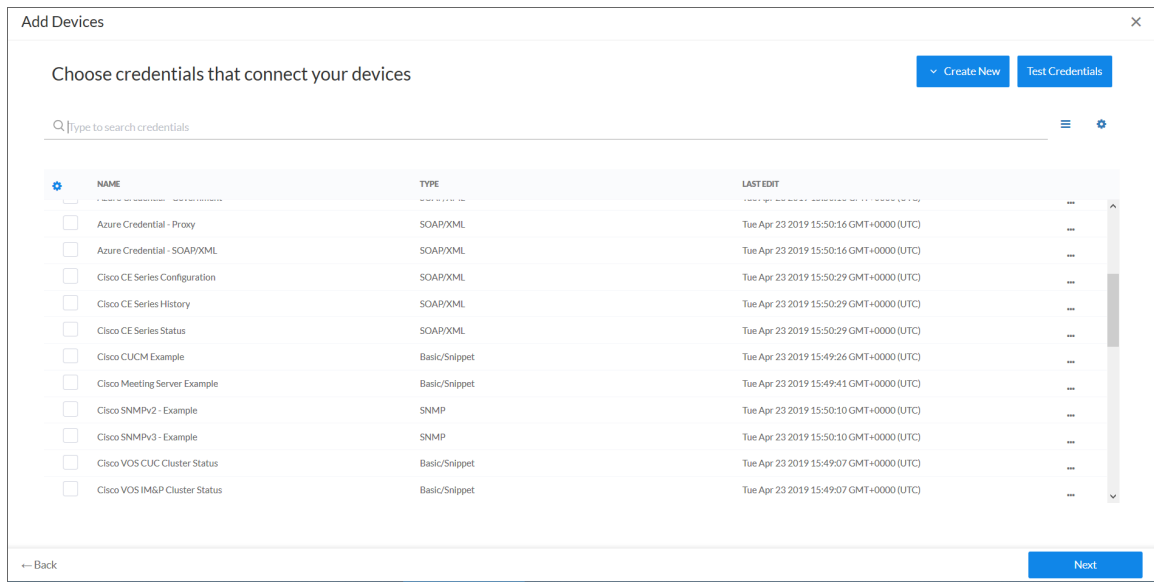 Add Devices
Choose credentials that connect your devices
Create New
Test Credentials
Type to search credentials
NAME TYPE LAST EDIT
Azure Credential - Proxy SOAP/XML Tue Apr 23 2019 15:50:16 GMT+0000 (UTC)
Azure Credential - SOAP/XML SOAP/XML Tue Apr 23 2019 15:50:16 GMT+0000 (UTC)
Cisco CE Series Configuration SOAP/XML Tue Apr 23 2019 15:50:29 GMT+0000 (UTC)
Cisco CE Series History SOAP/XML Tue Apr 23 2019 15:50:29 GMT+0000 (UTC)
Cisco CE Series Status SOAP/XML Tue Apr 23 2019 15:50:29 GMT+0000 (UTC)
Cisco CUCM Example Basic/Snippet Tue Apr 23 2019 15:49:26 GMT+0000 (UTC)
Cisco Meeting Server Example Basic/Snippet Tue Apr 23 2019 15:49:41 GMT+0000 (UTC)
Cisco SNMPv2 - Example SNMP Tue Apr 23 2019 15:50:10 GMT+0000 (UTC)
Cisco SNMPv3 - Example SNMP Tue Apr 23 2019 15:50:10 GMT+0000 (UTC)
Cisco VOS CUC Cluster Status Basic/Snippet Tue Apr 23 2019 15:49:07 GMT+0000 (UTC)
Cisco VOS IM&P Cluster Status Basic/Snippet Tue Apr 23 2019 15:49:07 GMT+0000 (UTC)
←Back
Next